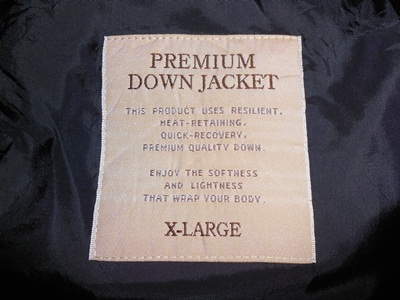 PREMIUM
DOWN JACKET
THIS PRODUCT USES RESILIENT,
HEAT-RETAINING,
QUICK-RECOVERY,
PREMIUM QUALITY DOWN.
ENJOY THE SOFTNESS
AND LIGHTNESS
THAT WRAP YOUR BODY.
X-LARGE